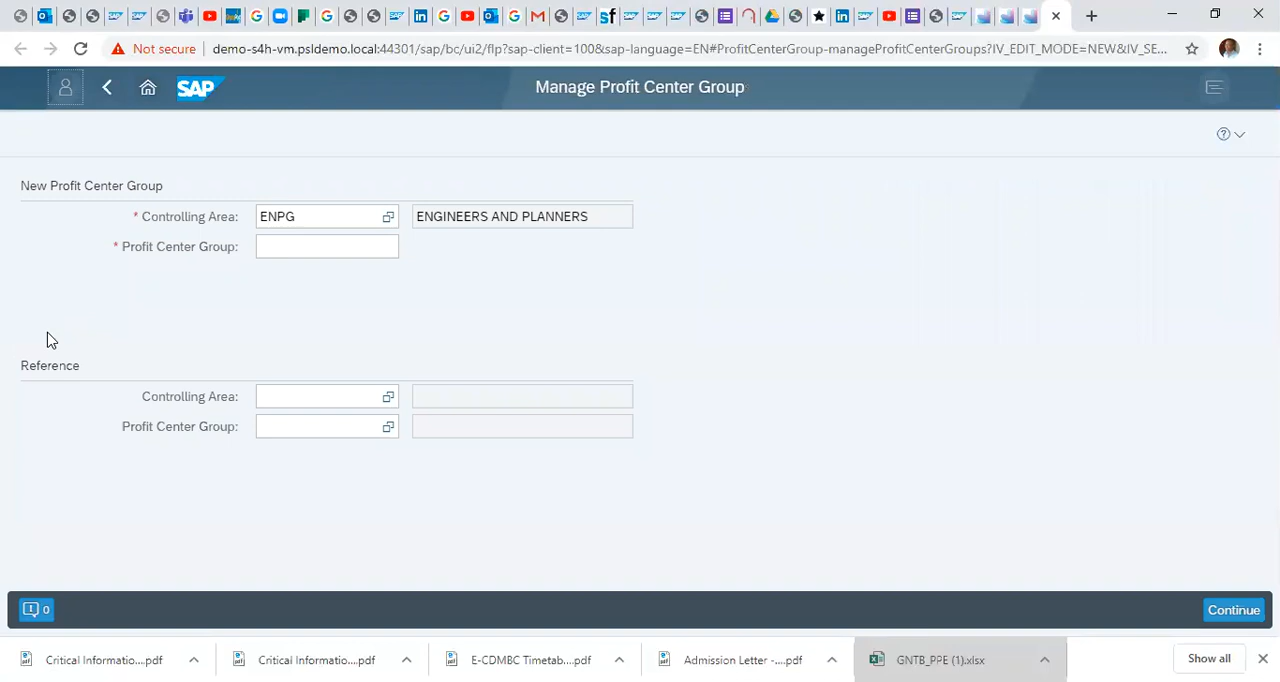 Not secure demo-s4h-vm.psldemo.local:44301/sap/bc/ui2/flp?sap-client=100&sap-language=EN#ProfitCenterGroup-manageProfitCenterGroups?IV_EDIT_MODE=NEW&IV_SE...
SAP Manage Profit Center Group
New Profit Center Group
* Controlling Area: ENPG ENGINEERS AND PLANNERS
* Profit Center Group:
Reference
Controlling Area:
Profit Center Group:
0 Continue
Critical Informatio....pdf Critical Informatio....pdf E-CDMBC Timetab....pdf Admission Letter -....pdf GNTB_PPE (1).xlsx Show all